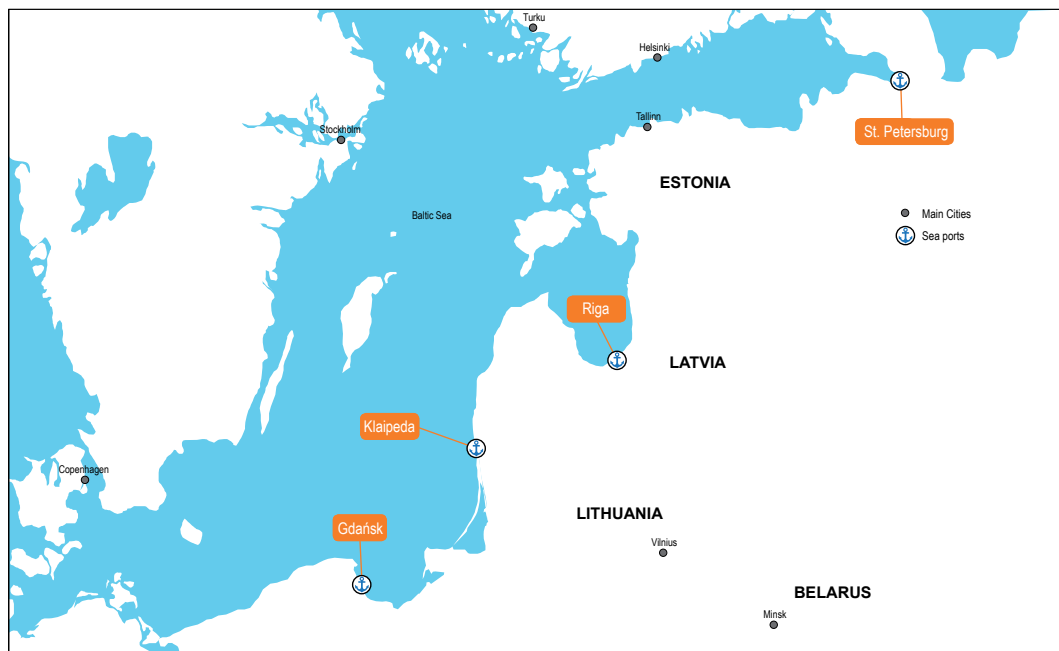 Turku
Helsinki
St. Petersburg
Tallinn
Stockholm
ESTONIA
Baltic Sea
Main Cities
Sea ports
Riga
LATVIA
Klaipeda
Copenhagen
LITHUANIA
Gdańsk
Vilnius
BELARUS
Minsk